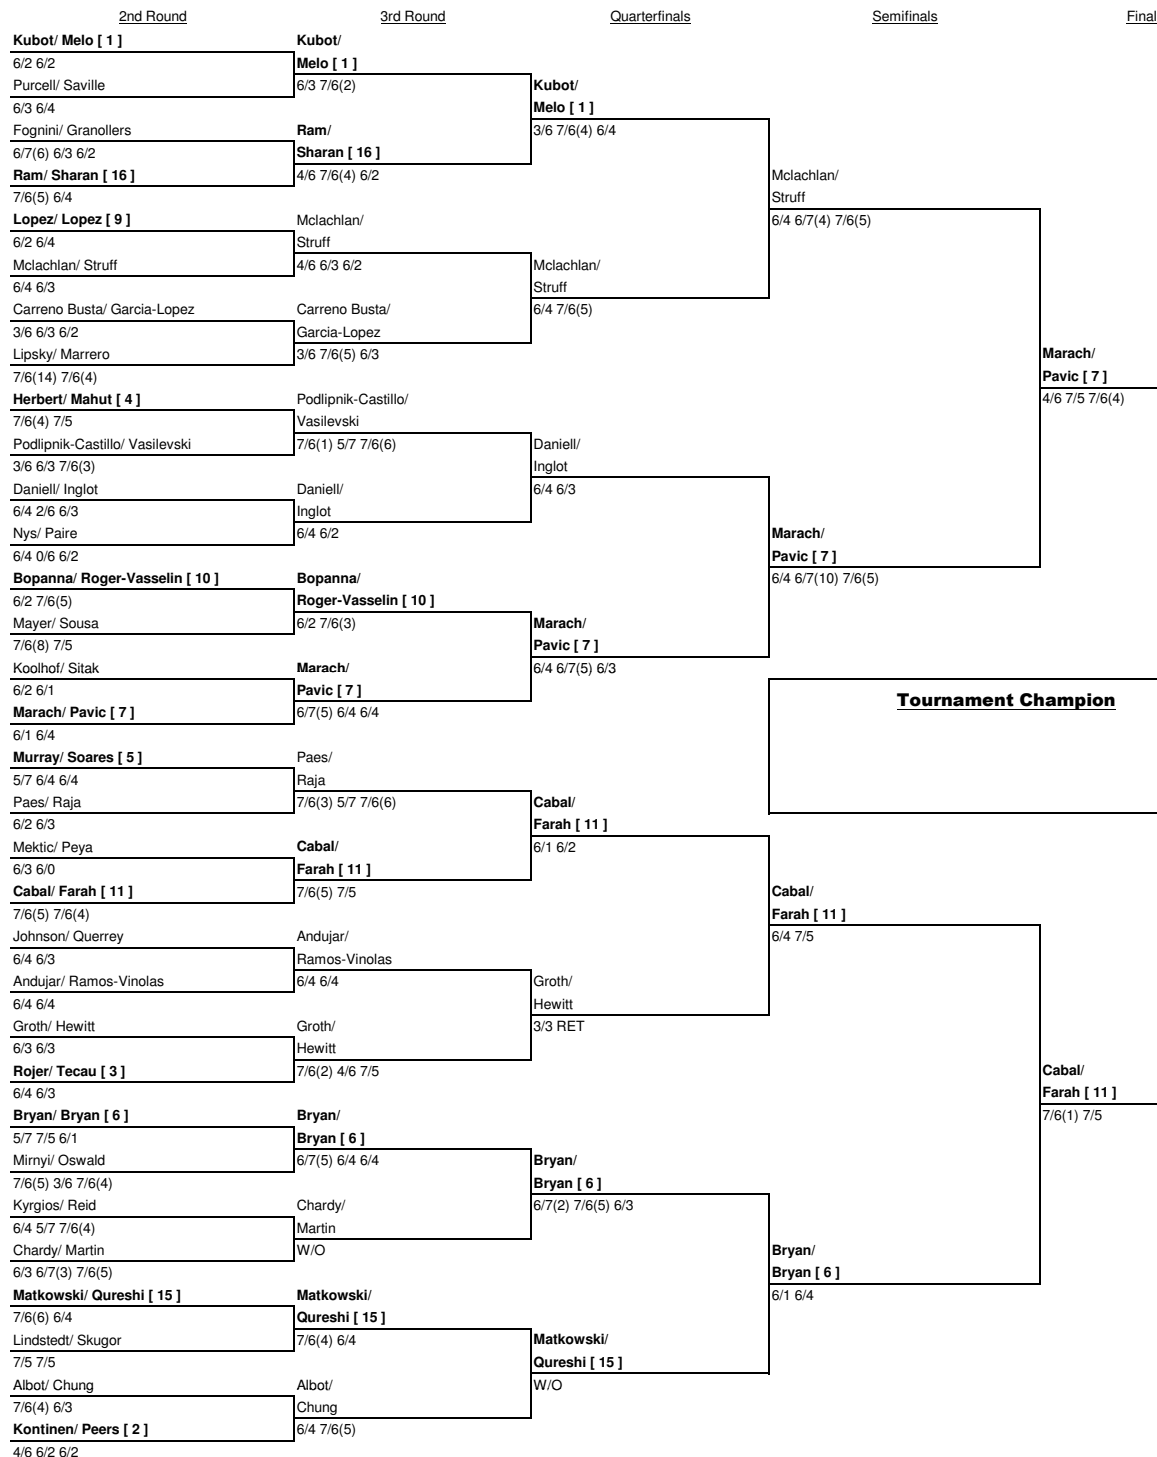 2nd Round
3rd Round
Quarterfinals
Semifinals
Final
Kubot/ Melo [ 1 ]
6/2 6/2
Purcell/ Saville
6/3 6/4
Fognini/ Granollers
6/7(6) 6/3 6/2
Ram/ Sharan [ 16 ]
7/6(5) 6/4
Lopez/ Lopez [ 9 ]
6/2 6/4
Mclachlan/ Struff
6/4 6/3
Carreno Busta/ Garcia-Lopez
3/6 6/3 6/2
Lipsky/ Marrero
7/6(14) 7/6(4)
Herbert/ Mahut [ 4 ]
7/6(4) 7/5
Podlipnik-Castillo/ Vasilevski
3/6 6/3 7/6(3)
Daniell/ Inglot
6/4 2/6 6/3
Nys/ Paire
6/4 0/6 6/2
Bopanna/ Roger-Vasselin [ 10 ]
6/2 7/6(5)
Mayer/ Sousa
7/6(8) 7/5
Koolhof/ Sitak
6/2 6/1
Marach/ Pavic [ 7 ]
6/1 6/4
Murray/ Soares [ 5 ]
5/7 6/4 6/4
Paes/ Raja
6/2 6/3
Mektic/ Peya
6/3 6/0
Cabal/ Farah [ 11 ]
7/6(5) 7/6(4)
Johnson/ Querrey
6/4 6/3
Andujar/ Ramos-Vinolas
6/4 6/4
Groth/ Hewitt
6/3 6/3
Rojer/ Tecau [ 3 ]
6/4 6/3
Bryan/ Bryan [ 6 ]
5/7 7/5 6/1
Mirnyi/ Oswald
7/6(5) 3/6 7/6(4)
Kyrgios/ Reid
6/4 5/7 7/6(4)
Chardy/ Martin
6/3 6/7(3) 7/6(5)
Matkowski/ Qureshi [ 15 ]
7/6(6) 6/4
Lindstedt/ Skugor
7/5 7/5
Albot/ Chung
7/6(4) 6/3
Kontinen/ Peers [ 2 ]
4/6 6/2 6/2
Kubot/
Melo [ 1 ]
6/3 7/6(2)
Ram/
Sharan [ 16 ]
4/6 7/6(4) 6/2
Mclachlan/
Struff
4/6 6/3 6/2
Carreno Busta/
Garcia-Lopez
3/6 7/6(5) 6/3
Podlipnik-Castillo/
Vasilevski
7/6(1) 5/7 7/6(6)
Daniell/
Inglot
6/4 6/2
Bopanna/
Roger-Vasselin [ 10 ]
6/2 7/6(3)
Marach/
Pavic [ 7 ]
6/7(5) 6/4 6/4
Paes/
Raja
7/6(3) 5/7 7/6(6)
Cabal/
Farah [ 11 ]
7/6(5) 7/5
Andujar/
Ramos-Vinolas
6/4 6/4
Groth/
Hewitt
7/6(2) 4/6 7/5
Bryan/
Bryan [ 6 ]
6/7(5) 6/4 6/4
Chardy/
Martin
W/O
Matkowski/
Qureshi [ 15 ]
7/6(4) 6/4
Albot/
Chung
6/4 7/6(5)
Kubot/
Melo [ 1 ]
3/6 7/6(4) 6/4
Mclachlan/
Struff
6/4 7/6(5)
Daniell/
Inglot
6/4 6/3
Marach/
Pavic [ 7 ]
6/4 6/7(5) 6/3
Cabal/
Farah [ 11 ]
6/1 6/2
Groth/
Hewitt
3/3 RET
Bryan/
Bryan [ 6 ]
6/7(2) 7/6(5) 6/3
Matkowski/
Qureshi [ 15 ]
W/O
Mclachlan/
Struff
6/4 6/7(4) 7/6(5)
Marach/
Pavic [ 7 ]
6/4 6/7(10) 7/6(5)
Tournament Champion
Cabal/
Farah [ 11 ]
6/4 7/5
Bryan/
Bryan [ 6 ]
6/1 6/4
Marach/
Pavic [ 7 ]
4/6 7/5 7/6(4)
Cabal/
Farah [ 11 ]
7/6(1) 7/5